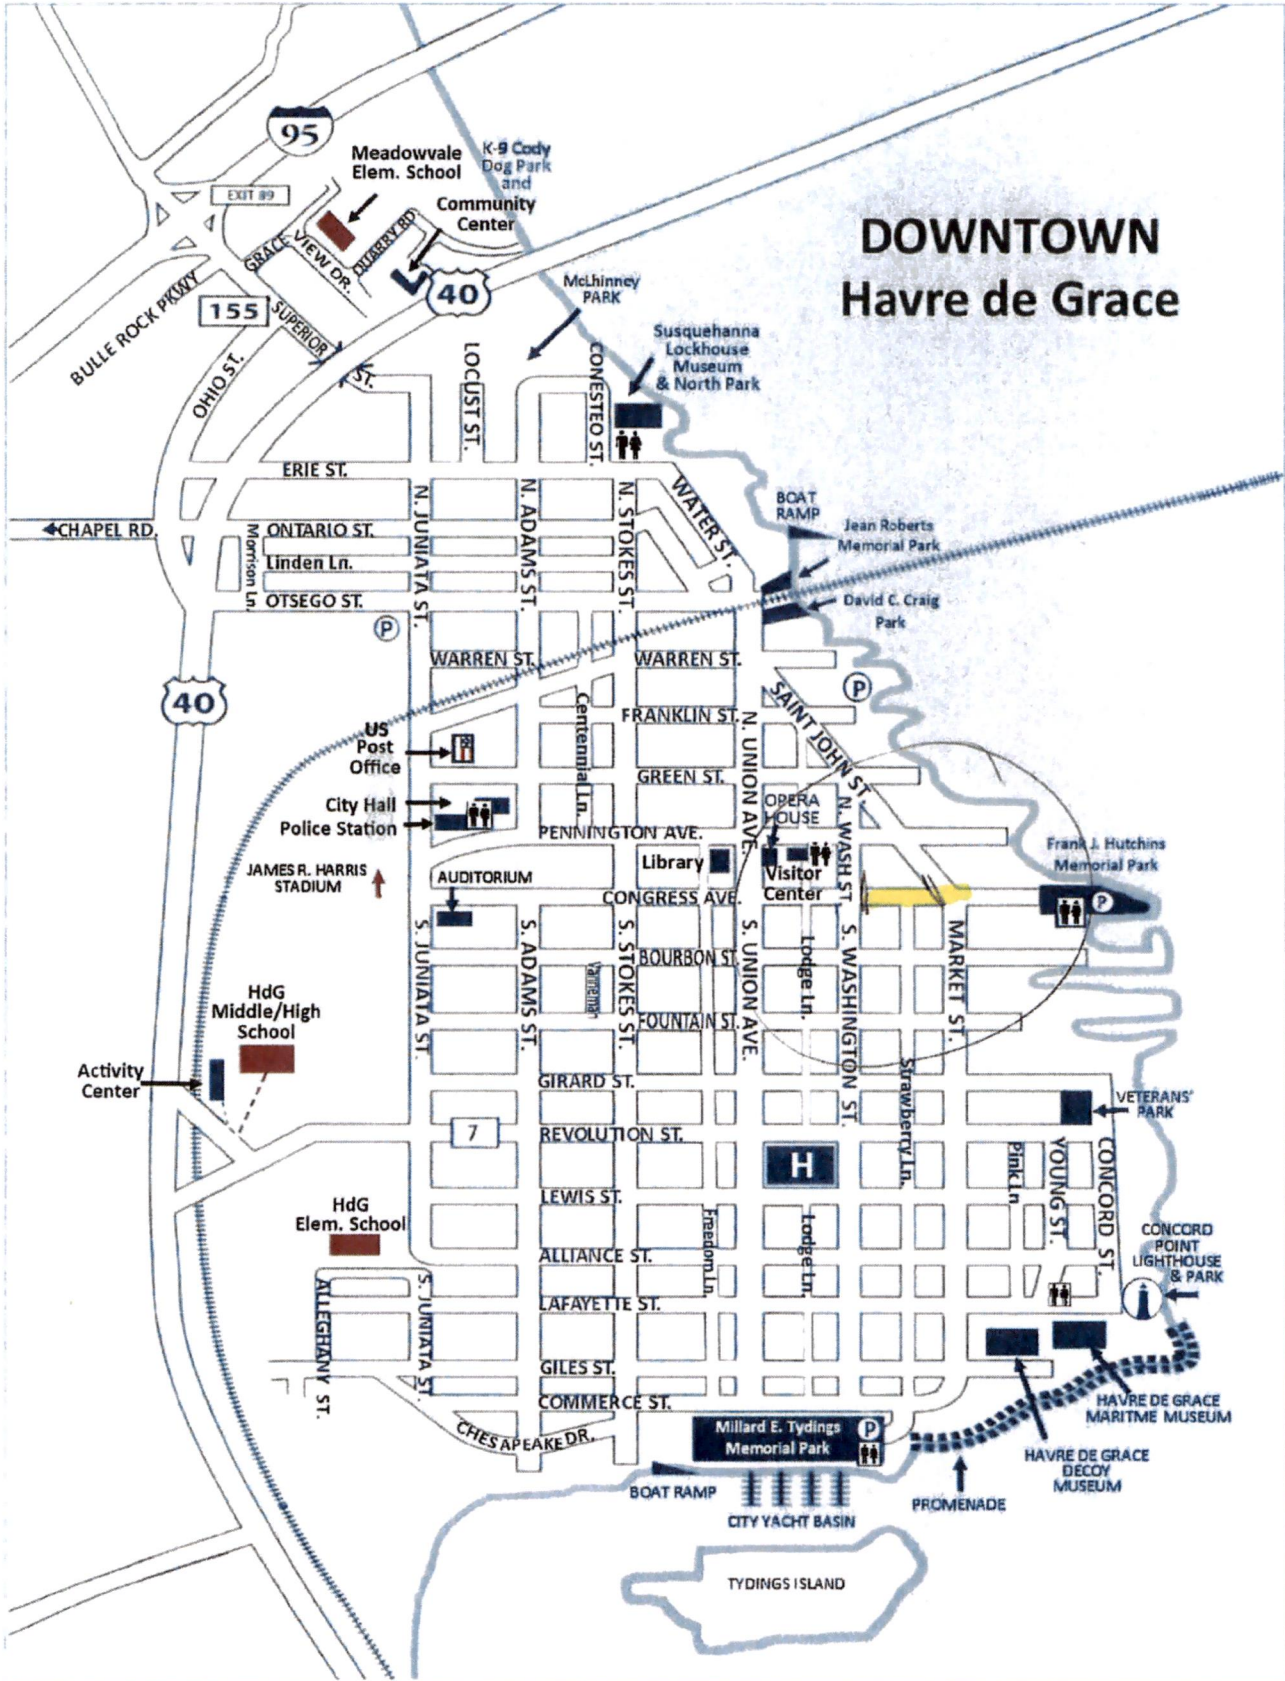 95
Meadowvale
Elem. School
K-9 Cody
Dog Park
and
Community
Center
EXIT 89
DOWNTOWN
Havre de Grace
GRACE
VIEW DR.
QUARRY RD
40
McLhinney
PARK
BULLE ROCK PKWY
155
SUPERIOR
ST.
Susquehanna
Lockhouse
Museum
& North Park
OHIO ST.
LOCUST ST.
CONESTEO ST.
ERIE ST.
WATER ST.
BOAT
RAMP
Jean Roberts
Memorial Park
CHAPEL RD.
Morrison Ln.
ONTARIO ST.
Linden Ln.
OTSEGO ST.
N. JUNIATA ST.
N. ADAMS ST.
N. STOKES ST.
David C. Craig
Park
P
WARREN ST.
WARREN ST.
P
40
SAINT JOHN ST.
Centennial Ln.
FRANKLIN ST.
N. UNION AVE.
US
Post
Office
GREEN ST.
City Hall
Police Station
OPERA
HOUSE
N. WASH ST
PENNINGTON AVE.
Library
Visitor
Center
Frank J. Hutchins
Memorial Park
P
JAMES R. HARRIS
STADIUM
AUDITORIUM
CONGRESS AVE.
S. JUNIATA ST.
S. ADAMS ST.
S. STOKES ST.
BOURBON ST.
S. UNION AVE.
Lodge Ln.
S. WASHINGTON ST.
MARKET ST.
Vanneman
HdG
Middle/High
School
FOUNTAIN ST.
Activity
Center
GIRARD ST.
Strawberry Ln.
VETERANS'
PARK
7
REVOLUTION ST.
H
Pink Ln
YOUNG ST.
CONCORD ST.
LEWIS ST.
HdG
Elem. School
Freedom Ln.
Lodge Ln.
CONCORD
POINT
LIGHTHOUSE
& PARK
ALLIANCE ST.
ALLEGHANY ST.
S. JUNIATA ST.
LAFAYETTE ST.
GILES ST.
COMMERCE ST.
CHESAPEAKE DR.
Millard E. Tydings
Memorial Park
P
HAVRE DE GRACE
MARITME MUSEUM
HAVRE DE GRACE
DECOY
MUSEUM
BOAT RAMP
CITY YACHT BASIN
PROMENADE
TYDINGS ISLAND